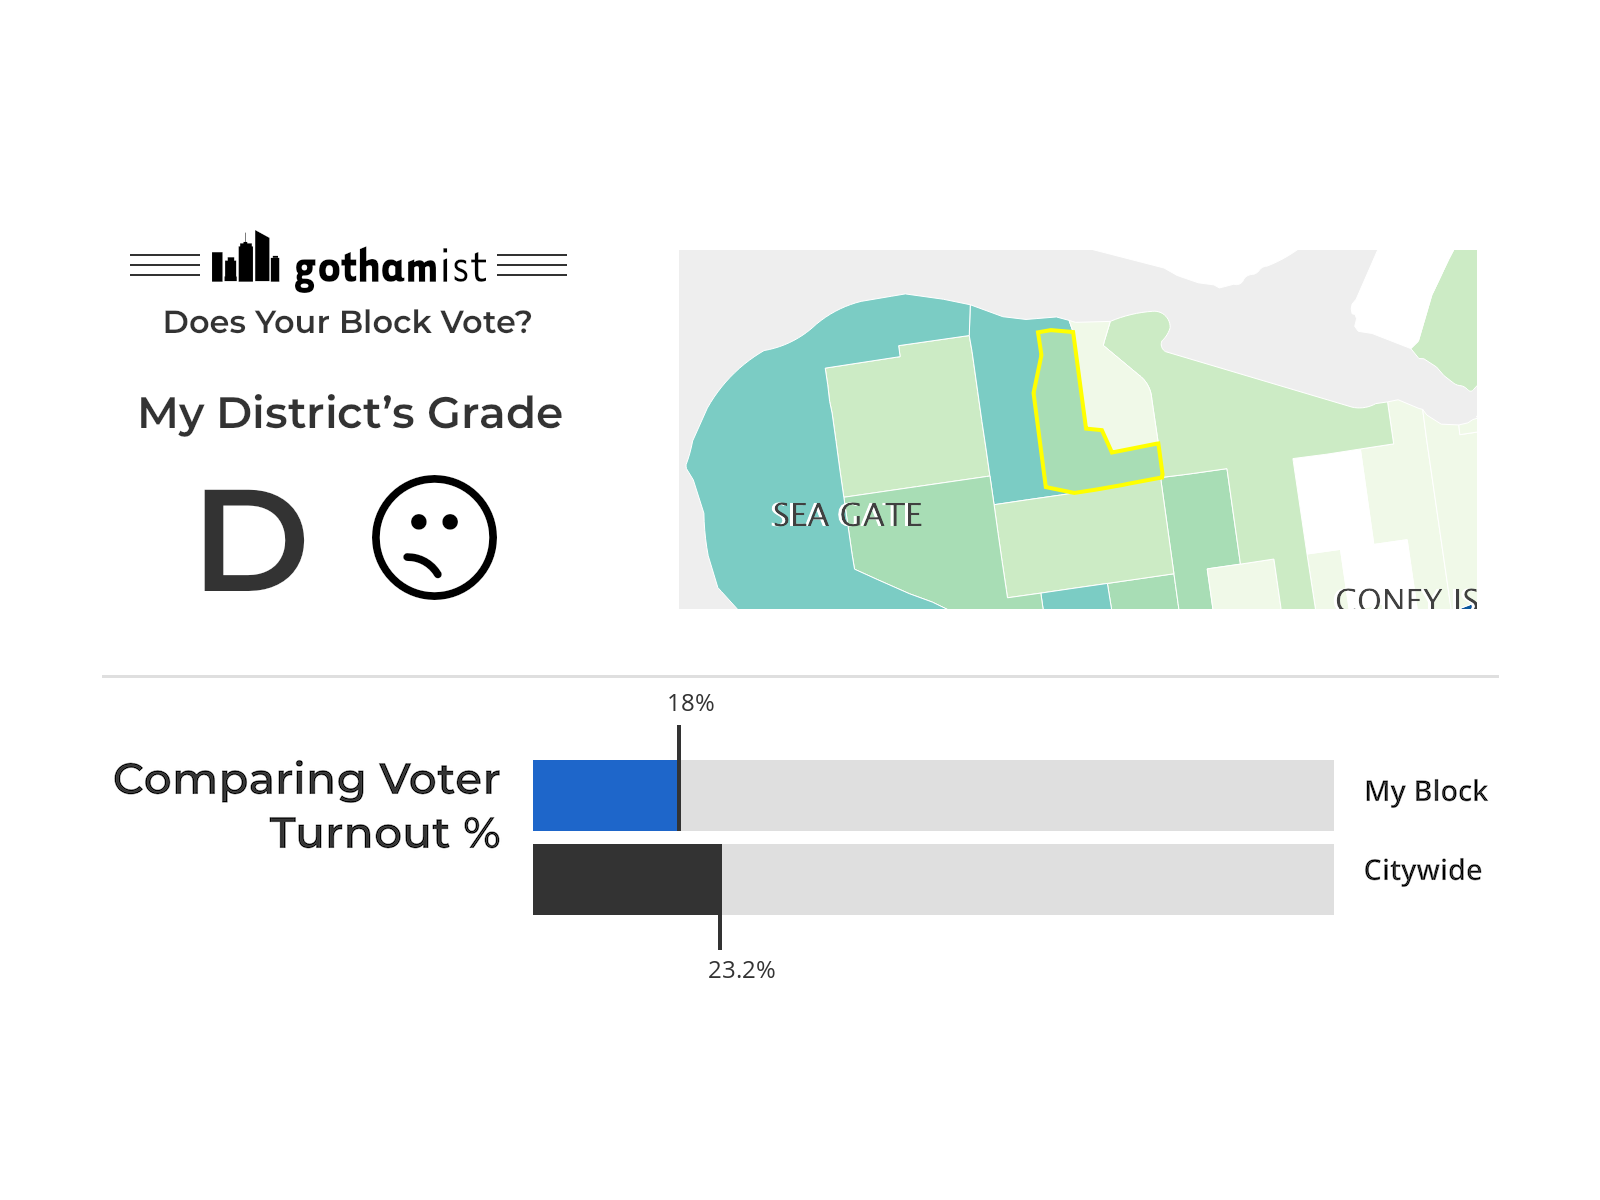 gothamist
Does Your Block Vote?
My District's Grade
D
SEA GATE
CONEY IS
18%
Comparing Voter
Turnout %
My Block
Citywide
23.2%